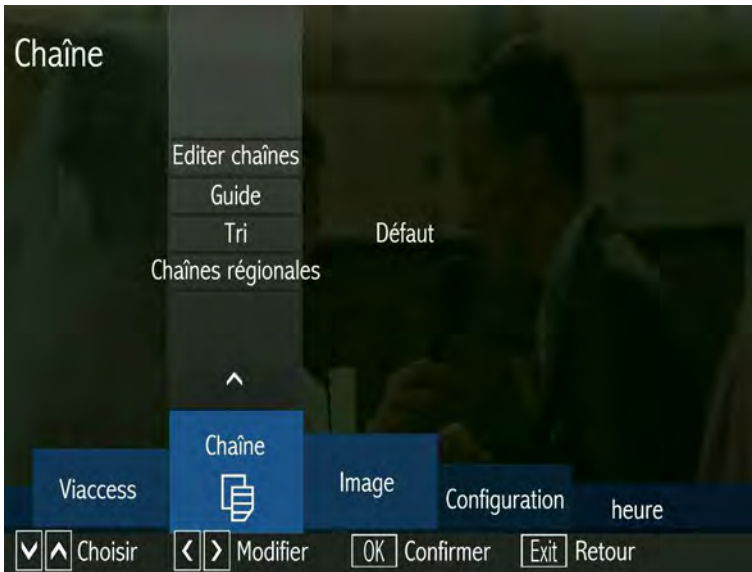 Chaîne
Editer chaînes
Guide
Tri Défaut
Chaînes régionales
Chaîne
Viaccess
Image
Configuration
heure
Choisir Modifier OK Confirmer Exit Retour